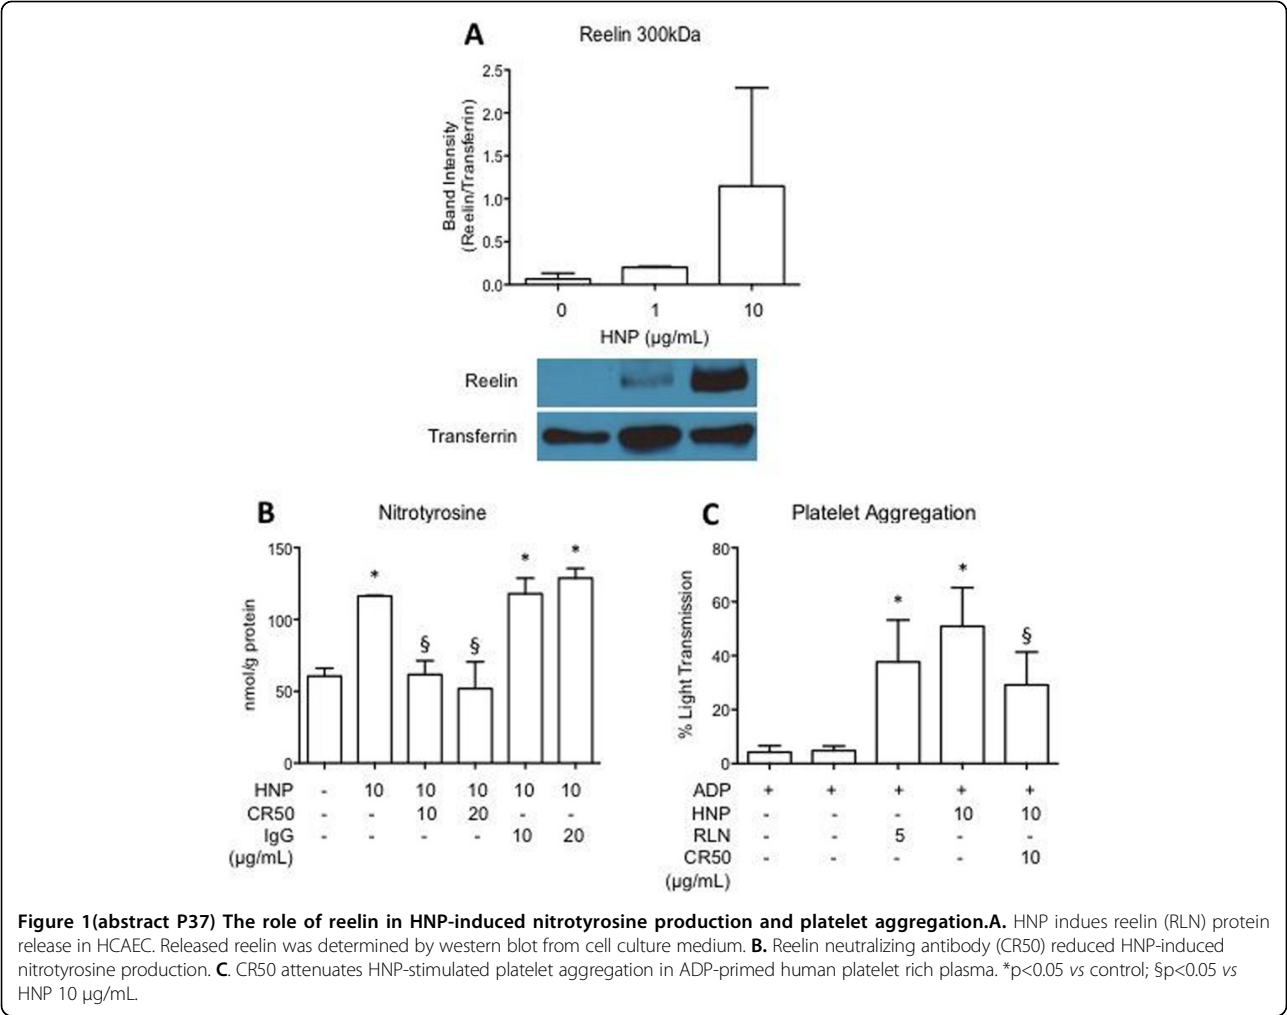 A Reelin 300kDa
Band Intensity
(Reelin/Transferrin)
2.5
2.0
1.5
1.0
0.5
0.0
0 1 10
HNP (µg/mL)
Reelin
Transferrin
B Nitrotyrosine
nmol/g protein
150
100
50
0
* § § * *
HNP - 10 10 10 10 10
CR50 - - 10 20 - -
IgG - - - - 10 20
(µg/mL)
C Platelet Aggregation
% Light Transmission
80
60
40
20
0
* * §
ADP + + + + +
HNP - - - 10 10
RLN - - 5 - -
CR50 - - - - 10
(µg/mL)
Figure 1(abstract P37) The role of reelin in HNP-induced nitrotyrosine production and platelet aggregation.A. HNP indues reelin (RLN) protein
release in HCAEC. Released reelin was determined by western blot from cell culture medium. B. Reelin neutralizing antibody (CR50) reduced HNP-induced
nitrotyrosine production. C. CR50 attenuates HNP-stimulated platelet aggregation in ADP-primed human platelet rich plasma. *p<0.05 vs control; §p<0.05 vs
HNP 10 µg/mL.